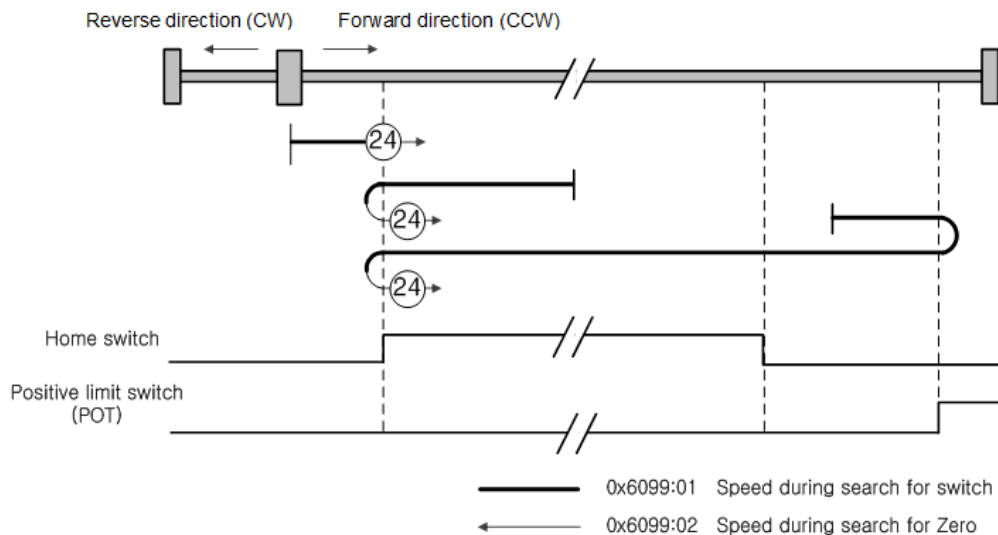 Reverse direction (CW)
Forward direction (CCW)
24
24
24
Home switch
Positive limit switch
(POT)
0x6099:01 Speed during search for switch
0x6099:02 Speed during search for Zero